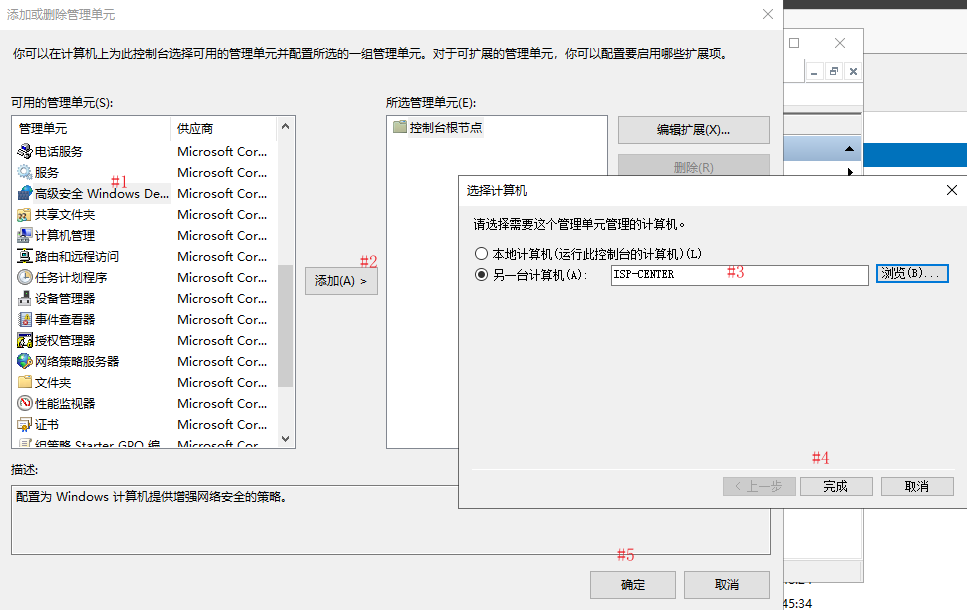 添加或删除管理单元
你可以在计算机上为此控制台选择可用的管理单元并配置所选的一组管理单元。对于可扩展的管理单元，你可以配置要启用哪些扩展项。
可用的管理单元(S):
管理单元 供应商
电话服务 Microsoft Cor...
服务 Microsoft Cor...
#1
高级安全 Windows De... Microsoft Cor...
共享文件夹 Microsoft Cor...
计算机管理 Microsoft Cor...
路由和远程访问 Microsoft Cor...
任务计划程序 Microsoft Cor...
设备管理器 Microsoft Cor...
事件查看器 Microsoft Cor...
授权管理器 Microsoft Cor...
网络策略服务器 Microsoft Cor...
文件夹 Microsoft Cor...
性能监视器 Microsoft Cor...
证书 Microsoft Cor...
组策略 Starter GPO 编 Microsoft Cor...
#2
添加(A) >
所选管理单元(E):
控制台根节点
编辑扩展(X)...
删除(R)
选择计算机
请选择需要这个管理单元管理的计算机。
本地计算机(运行此控制台的计算机)(L)
另一台计算机(A): ISP-CENTER #3 浏览(B)...
#4
< 上一步 完成 取消
描述:
配置为 Windows 计算机提供增强网络安全的策略。
#5
确定 取消
45:34